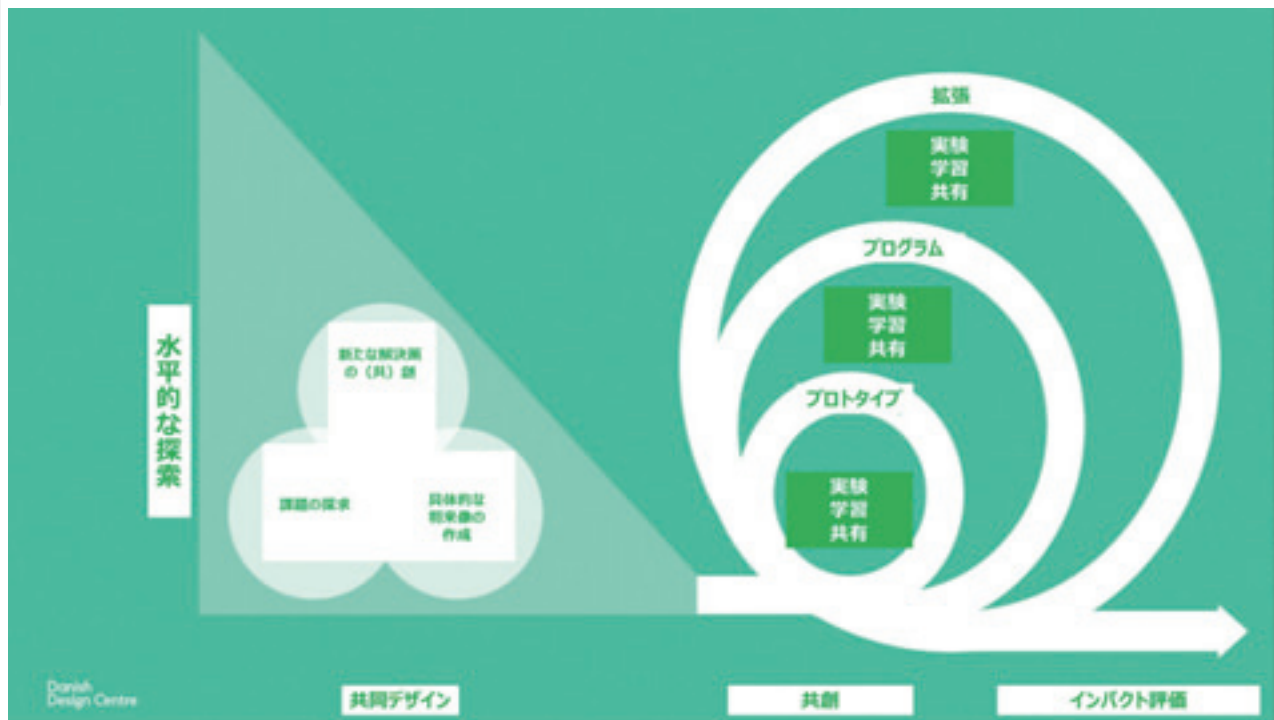 拡張
実験
学習
共有
プログラム
実験
学習
共有
プロトタイプ
実験
学習
共有
水平的な探索
新たな解決策
の（共）創
課題の探求
具体的な
将来像の
作成
Danish
Design Centre
共同デザイン
共創
インパクト評価